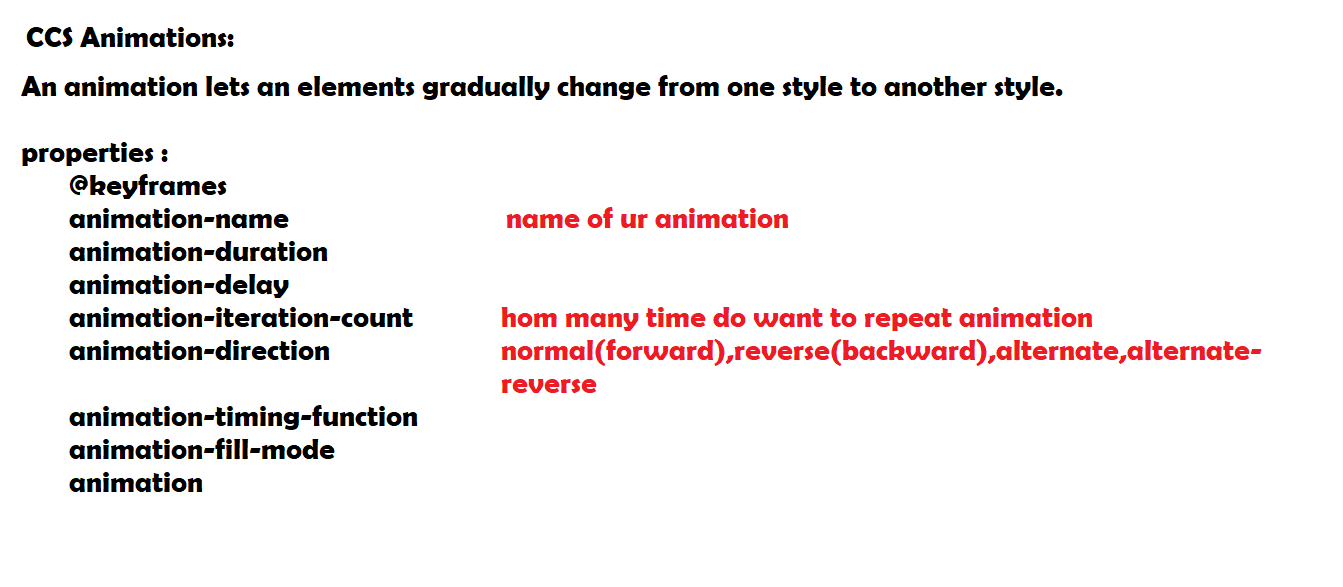 CCS Animations:
An animation lets an elements gradually change from one style to another style.
properties :
@keyframes
animation-name name of ur animation
animation-duration
animation-delay
animation-iteration-count hom many time do want to repeat animation
animation-direction normal(forward),reverse(backward),alternate,alternate-
reverse
animation-timing-function
animation-fill-mode
animation